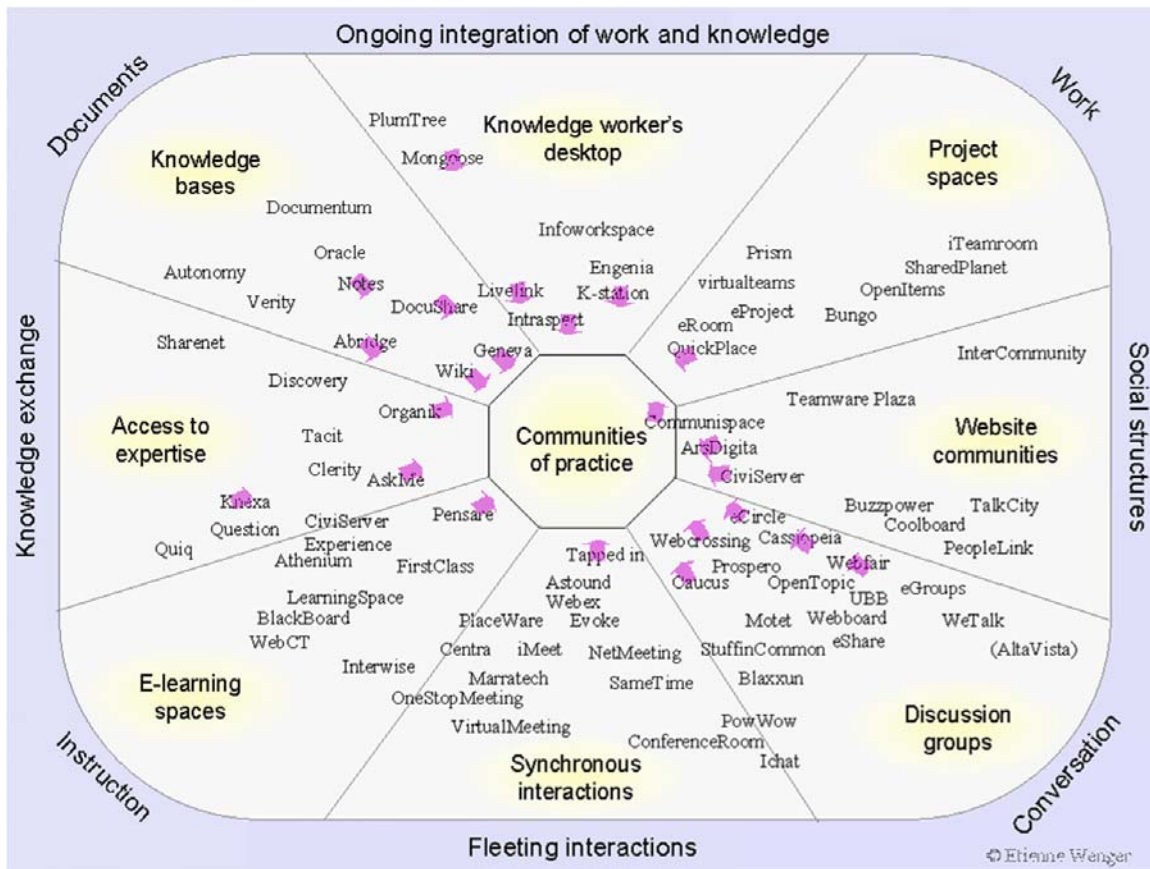 Ongoing integration of work and knowledge
Documents
Work
Knowledge exchange
Social structures
Instruction
Conversation
Fleeting interactions
Knowledge worker's
desktop
PlumTree
Mongoose
Infoworkspace
Engenia
K-station
Livelink
Intraspect
Knowledge
bases
Documentum
Oracle
Autonomy
Notes
Verity
DocuShare
Abridge
Geneva
Wiki
Project
spaces
Prism
iTeamroom
virtualteams
SharedPlanet
OpenItems
eProject
Bungo
eRoom
QuickPlace
Sharenet
Discovery
Organik
Access to
expertise
Tacit
Clerity
AskMe
Knexa
Question
Quiq
Communities
of practice
InterCommunity
Teamware Plaza
Communispace
Website
communities
ArsDigita
CiviServer
Buzzpower
TalkCity
Coolboard
PeopleLink
Pensare
CiviServer
Experience
Athenium
FirstClass
LearningSpace
BlackBoard
WebCT
Interwise
E-learning
spaces
Tapped in
Astound
Webex
PlaceWare
Evoke
Centra
iMeet
NetMeeting
Marratech
SameTime
OneStopMeeting
VirtualMeeting
ConferenceRoom
PowWow
Synchronous
interactions
eCircle
Webcrossing
Cassiopeia
Caucus
Prospero
Webfair
OpenTopic
UBB
eGroups
Motet
Webboard
WeTalk
StuffinCommon
eShare
(AltaVista)
Blaxxun
Ichat
Discussion
groups
© Etienne Wenger